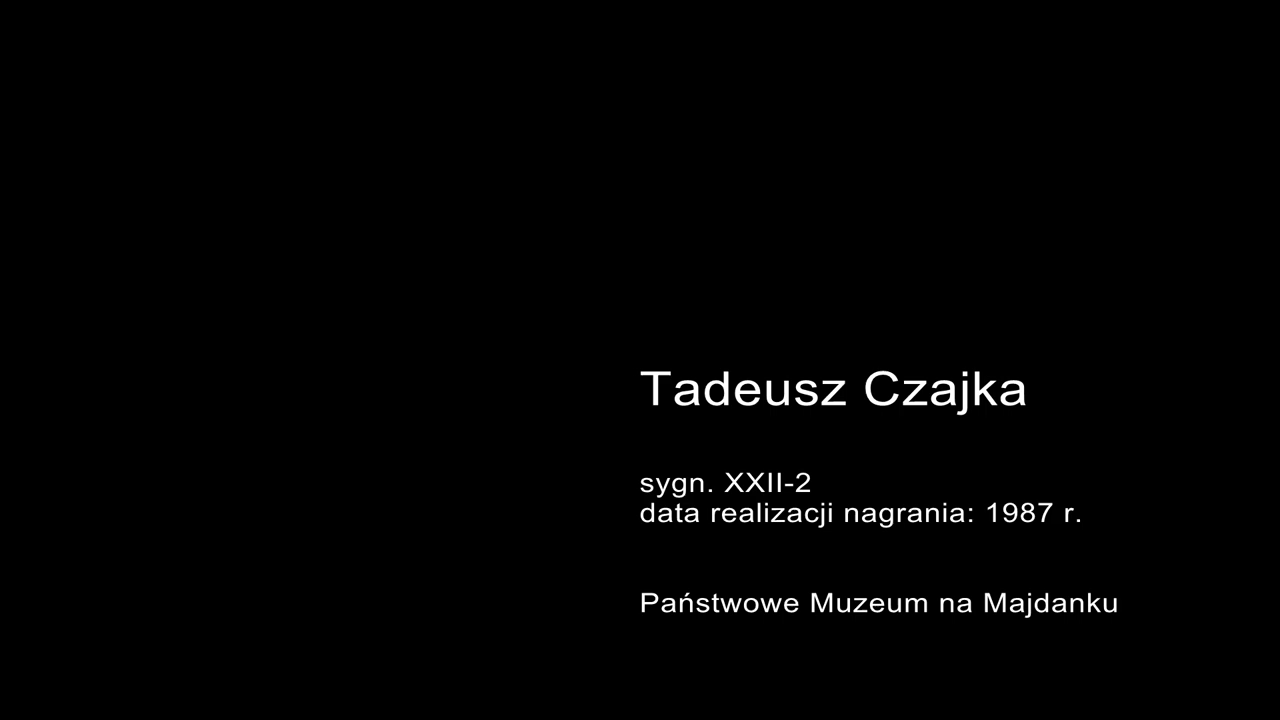 Tadeusz Czajka
sygn. XXII-2
data realizacji nagrania: 1987 r.
Państwowe Muzeum na Majdanku